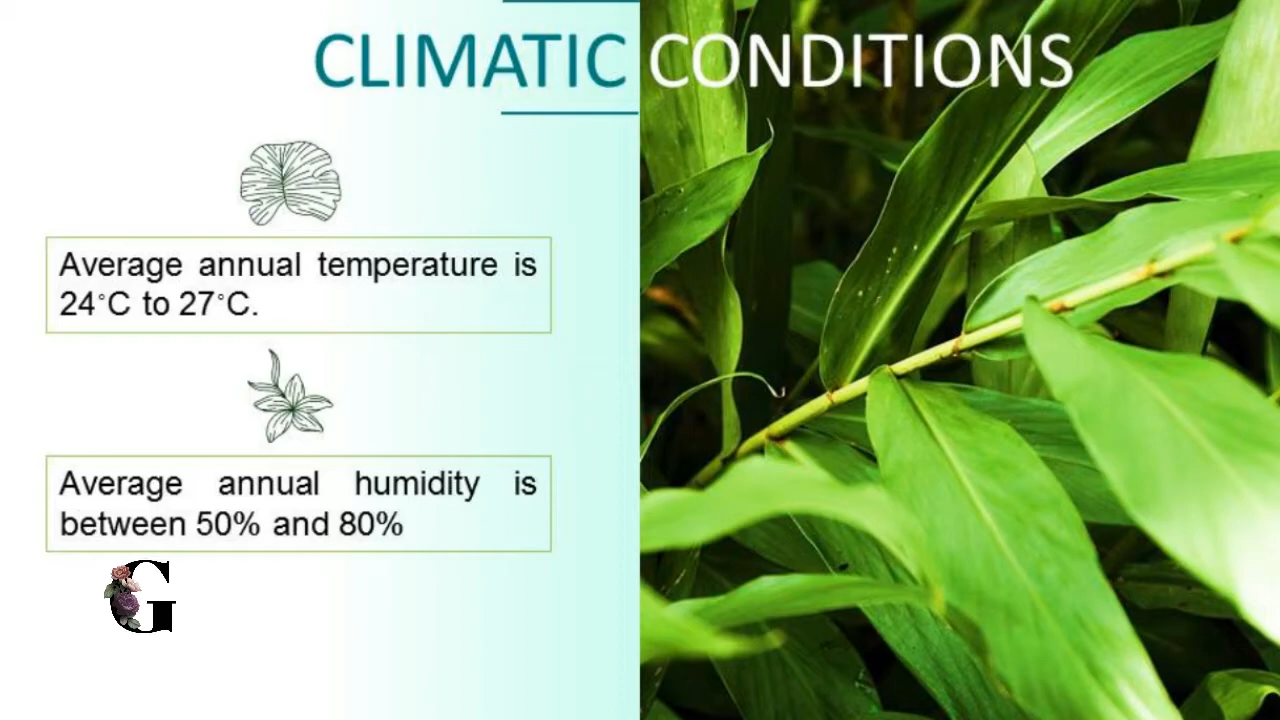 CLIMATIC CONDITIONS
Average annual temperature is
24°C to 27°C.
Average annual humidity is
between 50% and 80%
G